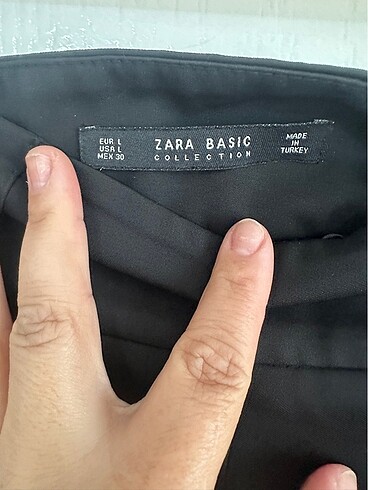 EUR L
USA L
MEX 30
ZARA BASIC
COLLECTION
MADE
IN
TURKEY